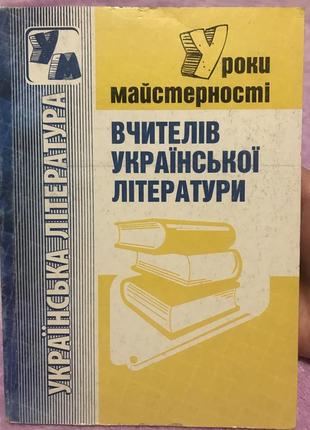 УМ
Уроки
майстерності
ВЧИТЕЛІВ
УКРАЇНСЬКОЇ
ЛІТЕРАТУРИ
УКРАЇНСЬКА ЛІТЕРАТУРА